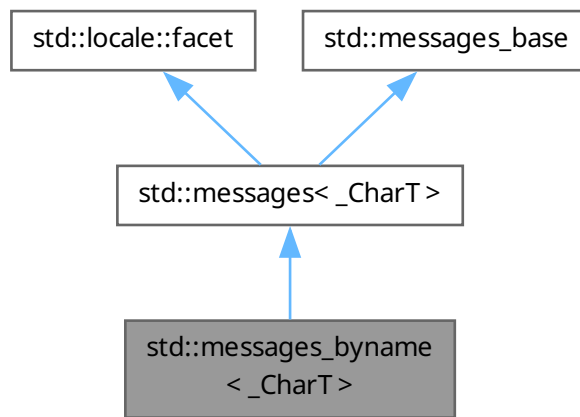 std::locale::facet
std::messages_base
std::messages< _CharT >
std::messages_byname
< _CharT >